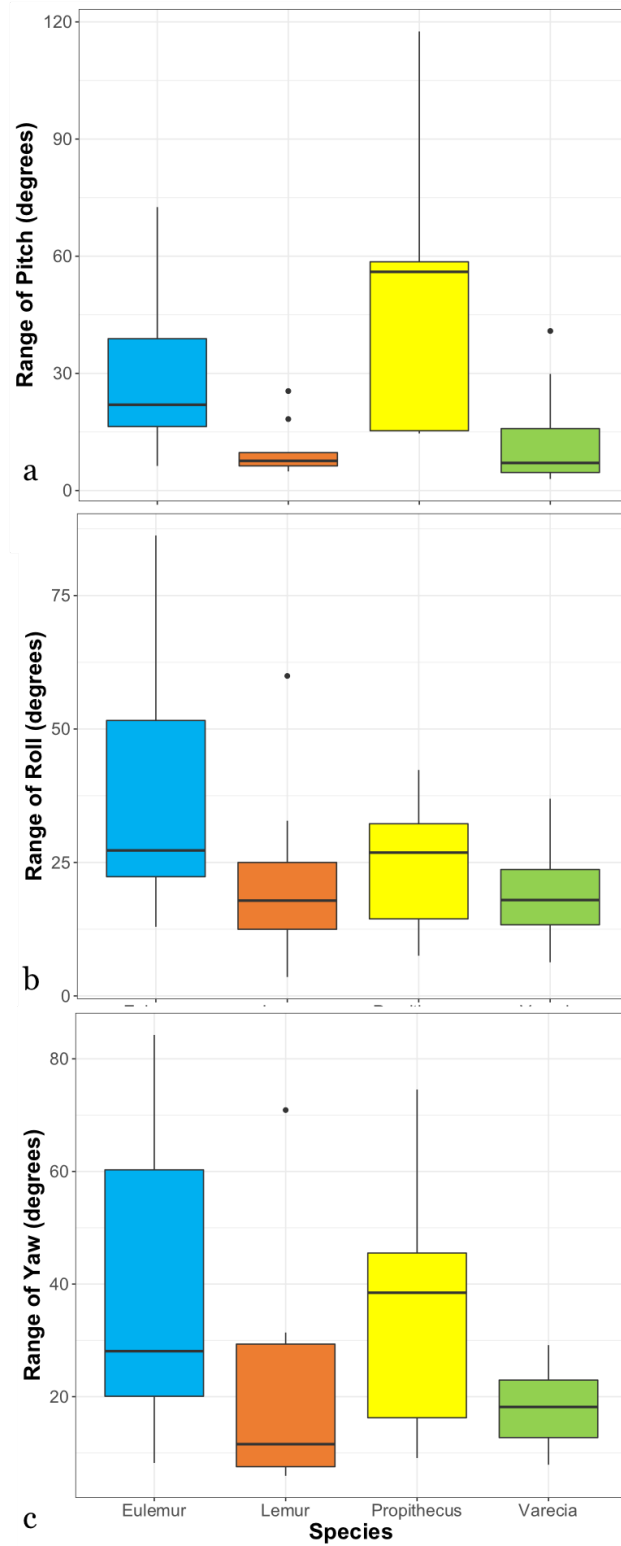 Range of Pitch (degrees)
120
90
60
30
0
a
Range of Roll (degrees)
75
50
25
0
b
Range of Yaw (degrees)
80
60
40
20
c
Eulemur Lemur Propithecus Varecia
Species